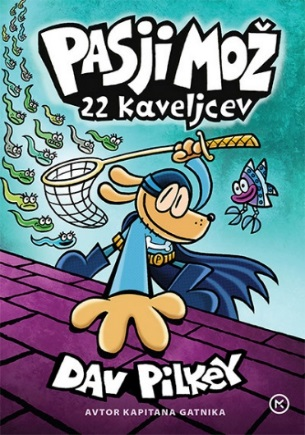 PASJI MOŽ
22 kaveljcev
DAV PILKEY
AVTOR KAPITANA GATNIKA